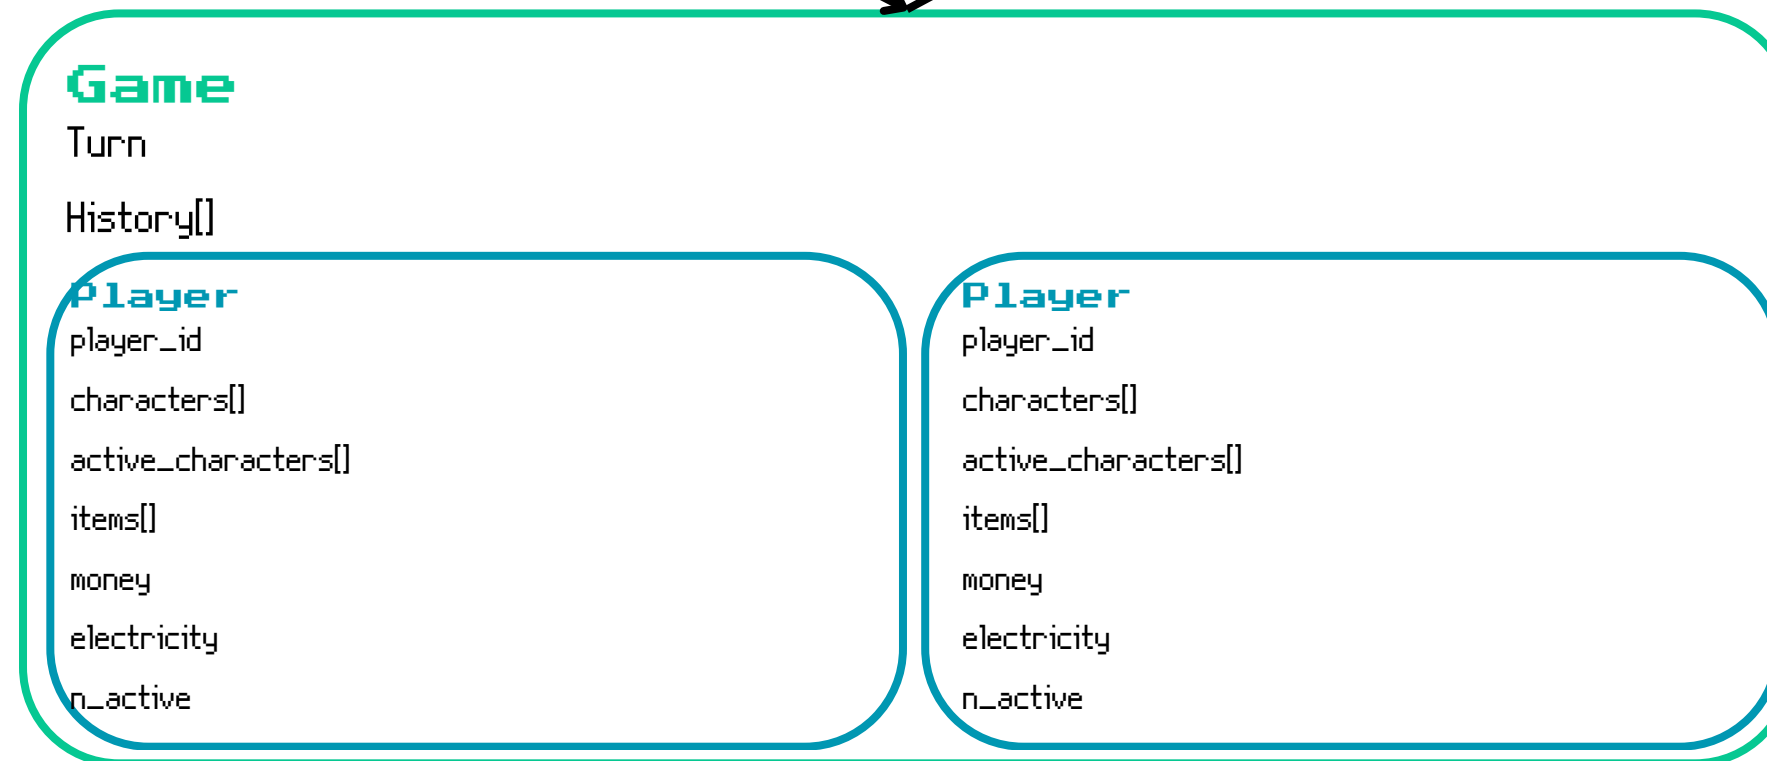 Game
Turn
History[]
Player
player_id
characters[]
active_characters[]
items[]
money
electricity
n_active
Player
player_id
characters[]
active_characters[]
items[]
money
electricity
n_active